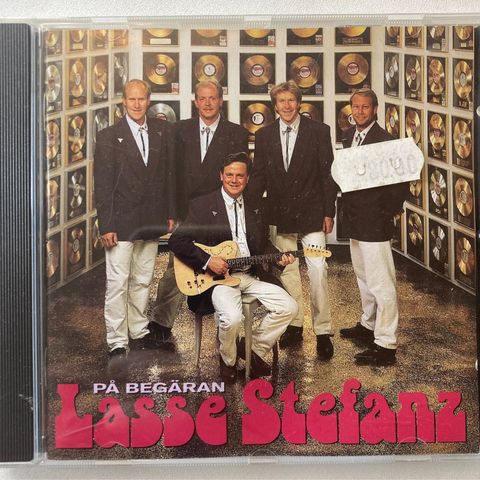 PÅ BEGÄRAN
Lasse Stefanz